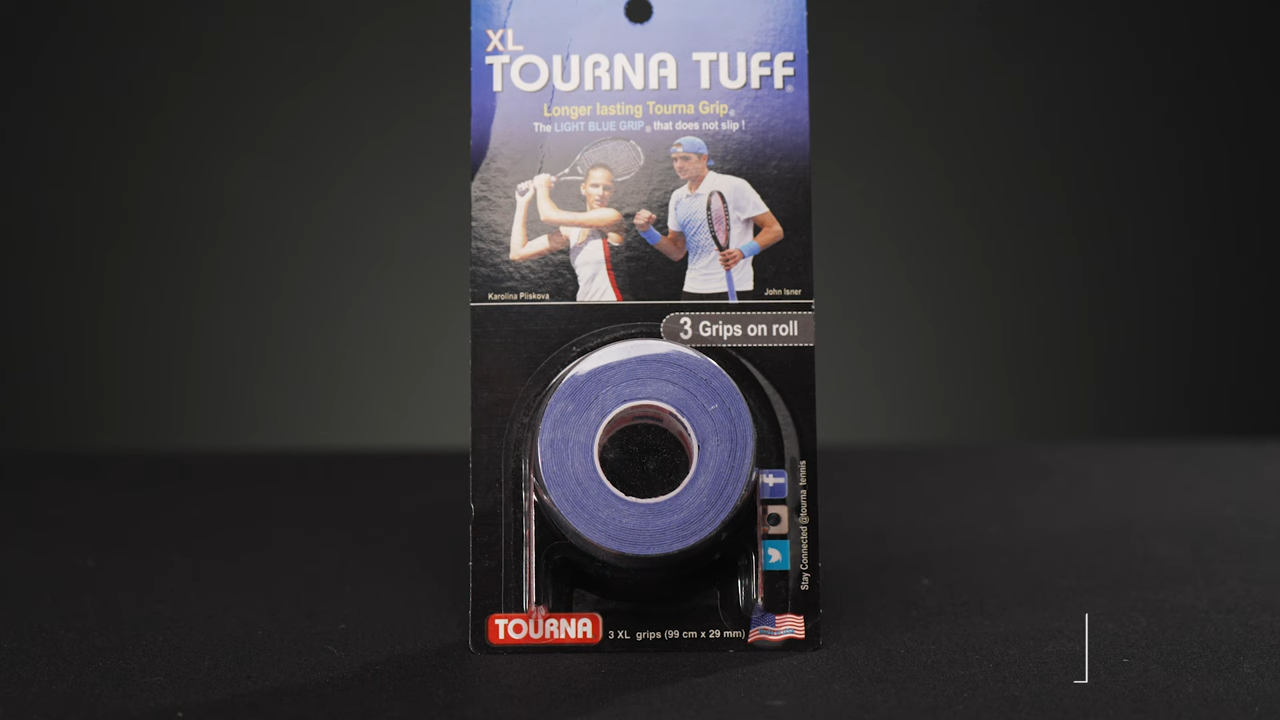 XL
TOURNA TUFF®
Longer lasting Tourna Grip®
The LIGHT BLUE GRIP® that does not slip !
Karolina Pliskova
John Isner
3 Grips on roll
Stay Connected @tourna_tennis
TOURNA
3 XL grips (99 cm x 29 mm)